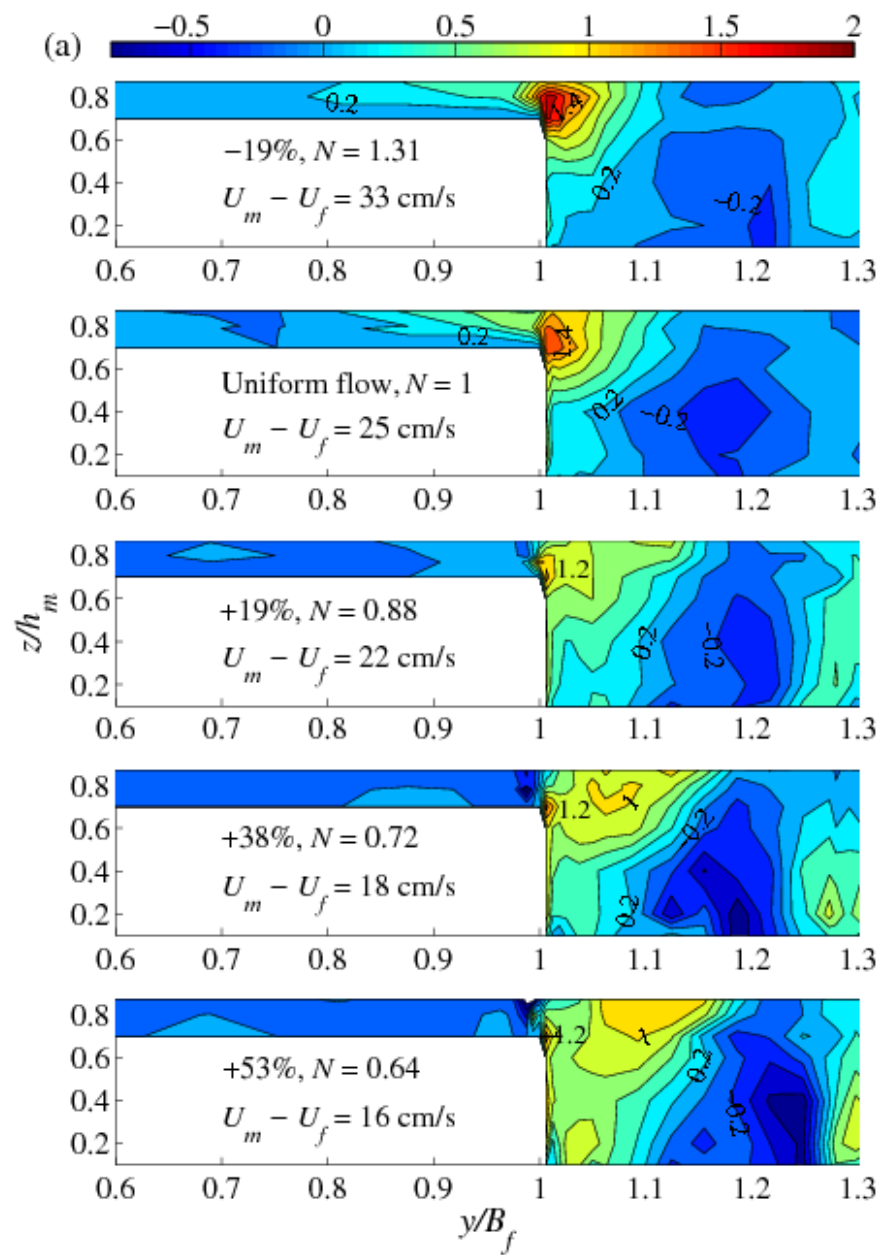 (a)
−0.5 0 0.5 1 1.5 2
0.8
0.6
0.4
0.2
0.2
1.4
0.2
−0.2
−19%, N = 1.31
U_m − U_f = 33 cm/s
0.6 0.7 0.8 0.9 1 1.1 1.2 1.3
0.8
0.6
0.4
0.2
0.2
1.4
0.2
−0.2
Uniform flow, N = 1
U_m − U_f = 25 cm/s
0.6 0.7 0.8 0.9 1 1.1 1.2 1.3
z/h_m
0.8
0.6
0.4
0.2
1.2
0.2
−0.2
+19%, N = 0.88
U_m − U_f = 22 cm/s
0.6 0.7 0.8 0.9 1 1.1 1.2 1.3
0.8
0.6
0.4
0.2
1.2
1
0.2
−0.2
+38%, N = 0.72
U_m − U_f = 18 cm/s
0.6 0.7 0.8 0.9 1 1.1 1.2 1.3
0.8
0.6
0.4
0.2
1.2
1
0.2
−0.2
+53%, N = 0.64
U_m − U_f = 16 cm/s
0.6 0.7 0.8 0.9 1 1.1 1.2 1.3
y/B_f